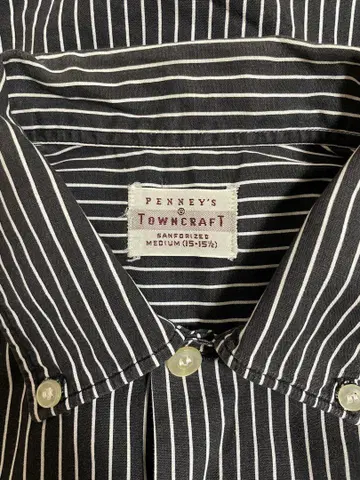 PENNEY'S
®
TOWNCRAFT
SANFORIZED
MEDIUM (15-15½)